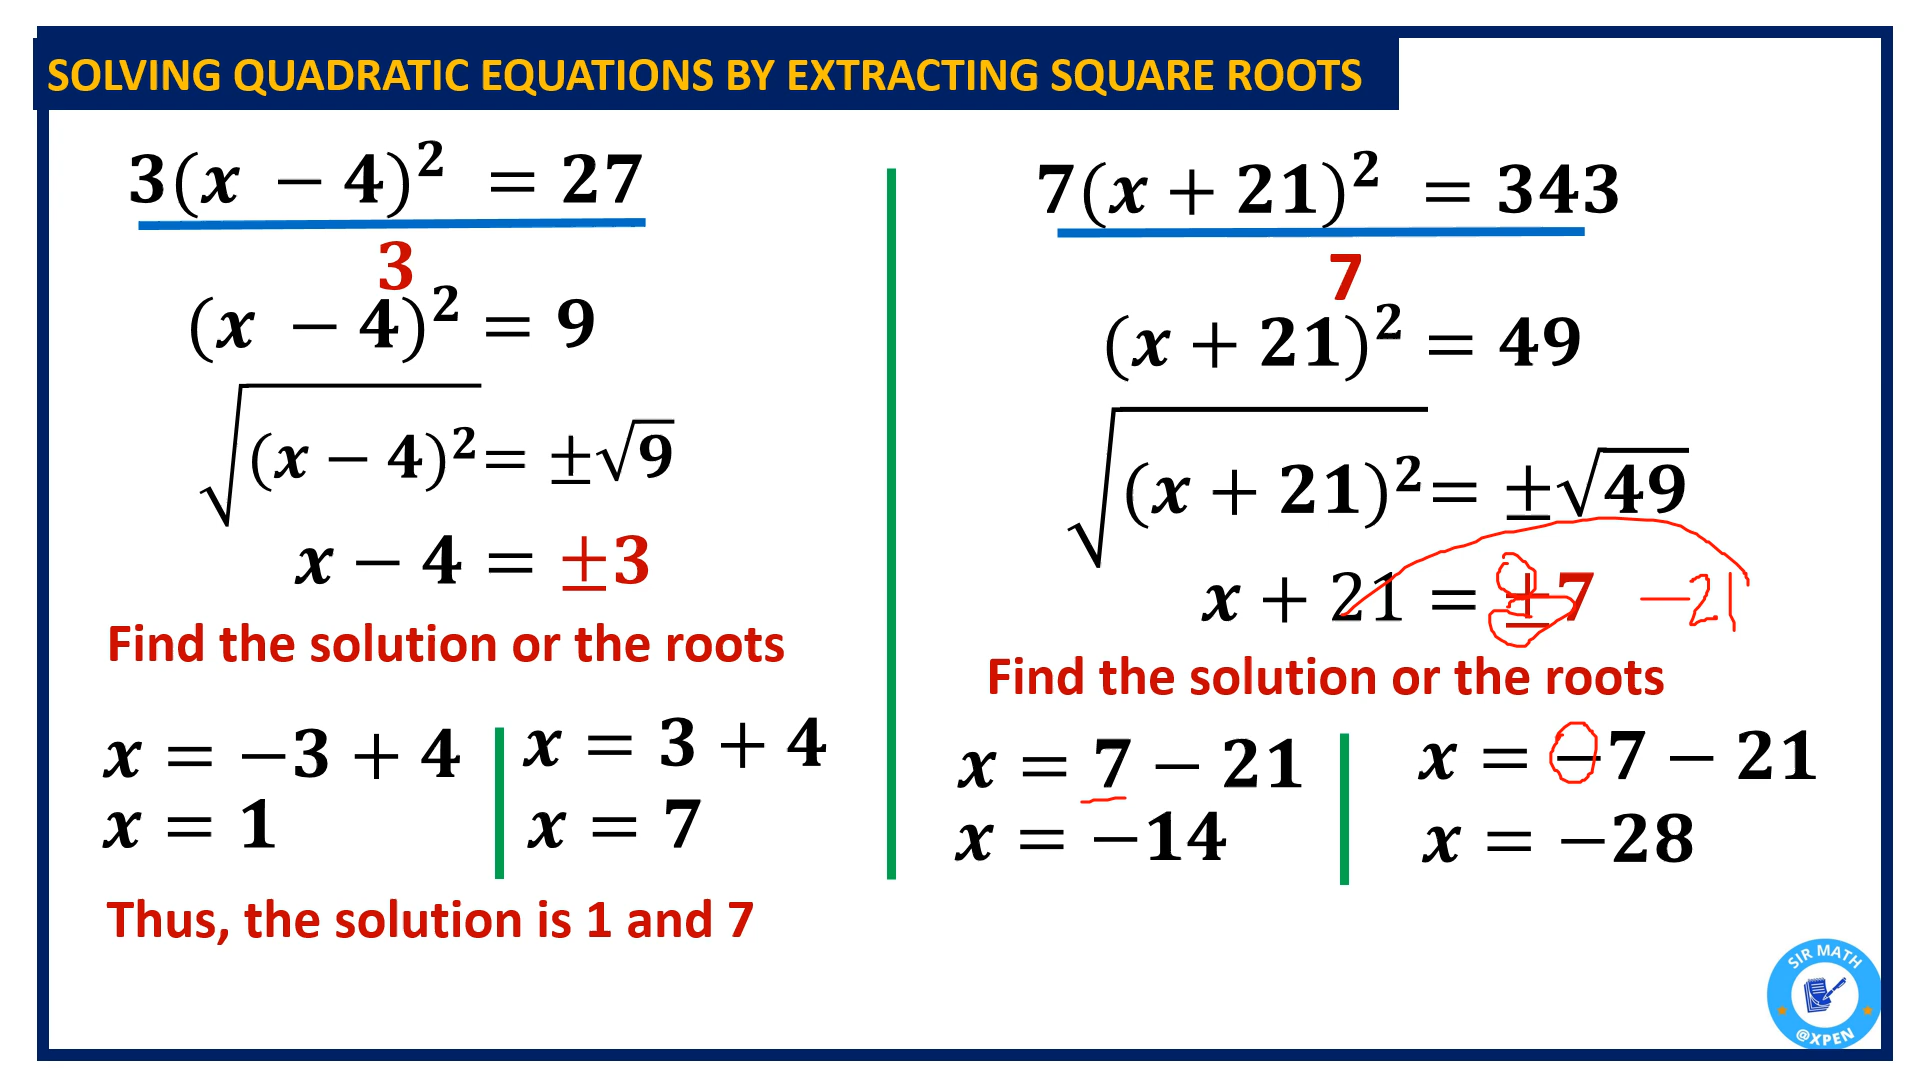 SOLVING QUADRATIC EQUATIONS BY EXTRACTING SQUARE ROOTS
3(x − 4)² = 27
3
(x − 4)² = 9
√(x − 4)² = ±√9
x − 4 = ±3
Find the solution or the roots
x = −3 + 4
x = 1
x = 3 + 4
x = 7
Thus, the solution is 1 and 7
7(x + 21)² = 343
7
(x + 21)² = 49
√(x + 21)² = ±√49
x + 21 = ±7 −21
Find the solution or the roots
x = 7 − 21
x = −14
x = −7 − 21
x = −28
SIR MATH
@XPEN